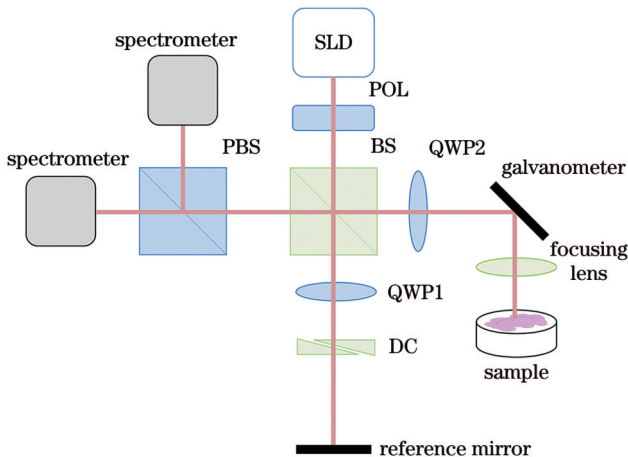 spectrometer
SLD
POL
PBS
BS
QWP2
spectrometer
galvanometer
focusing
lens
QWP1
DC
sample
reference mirror